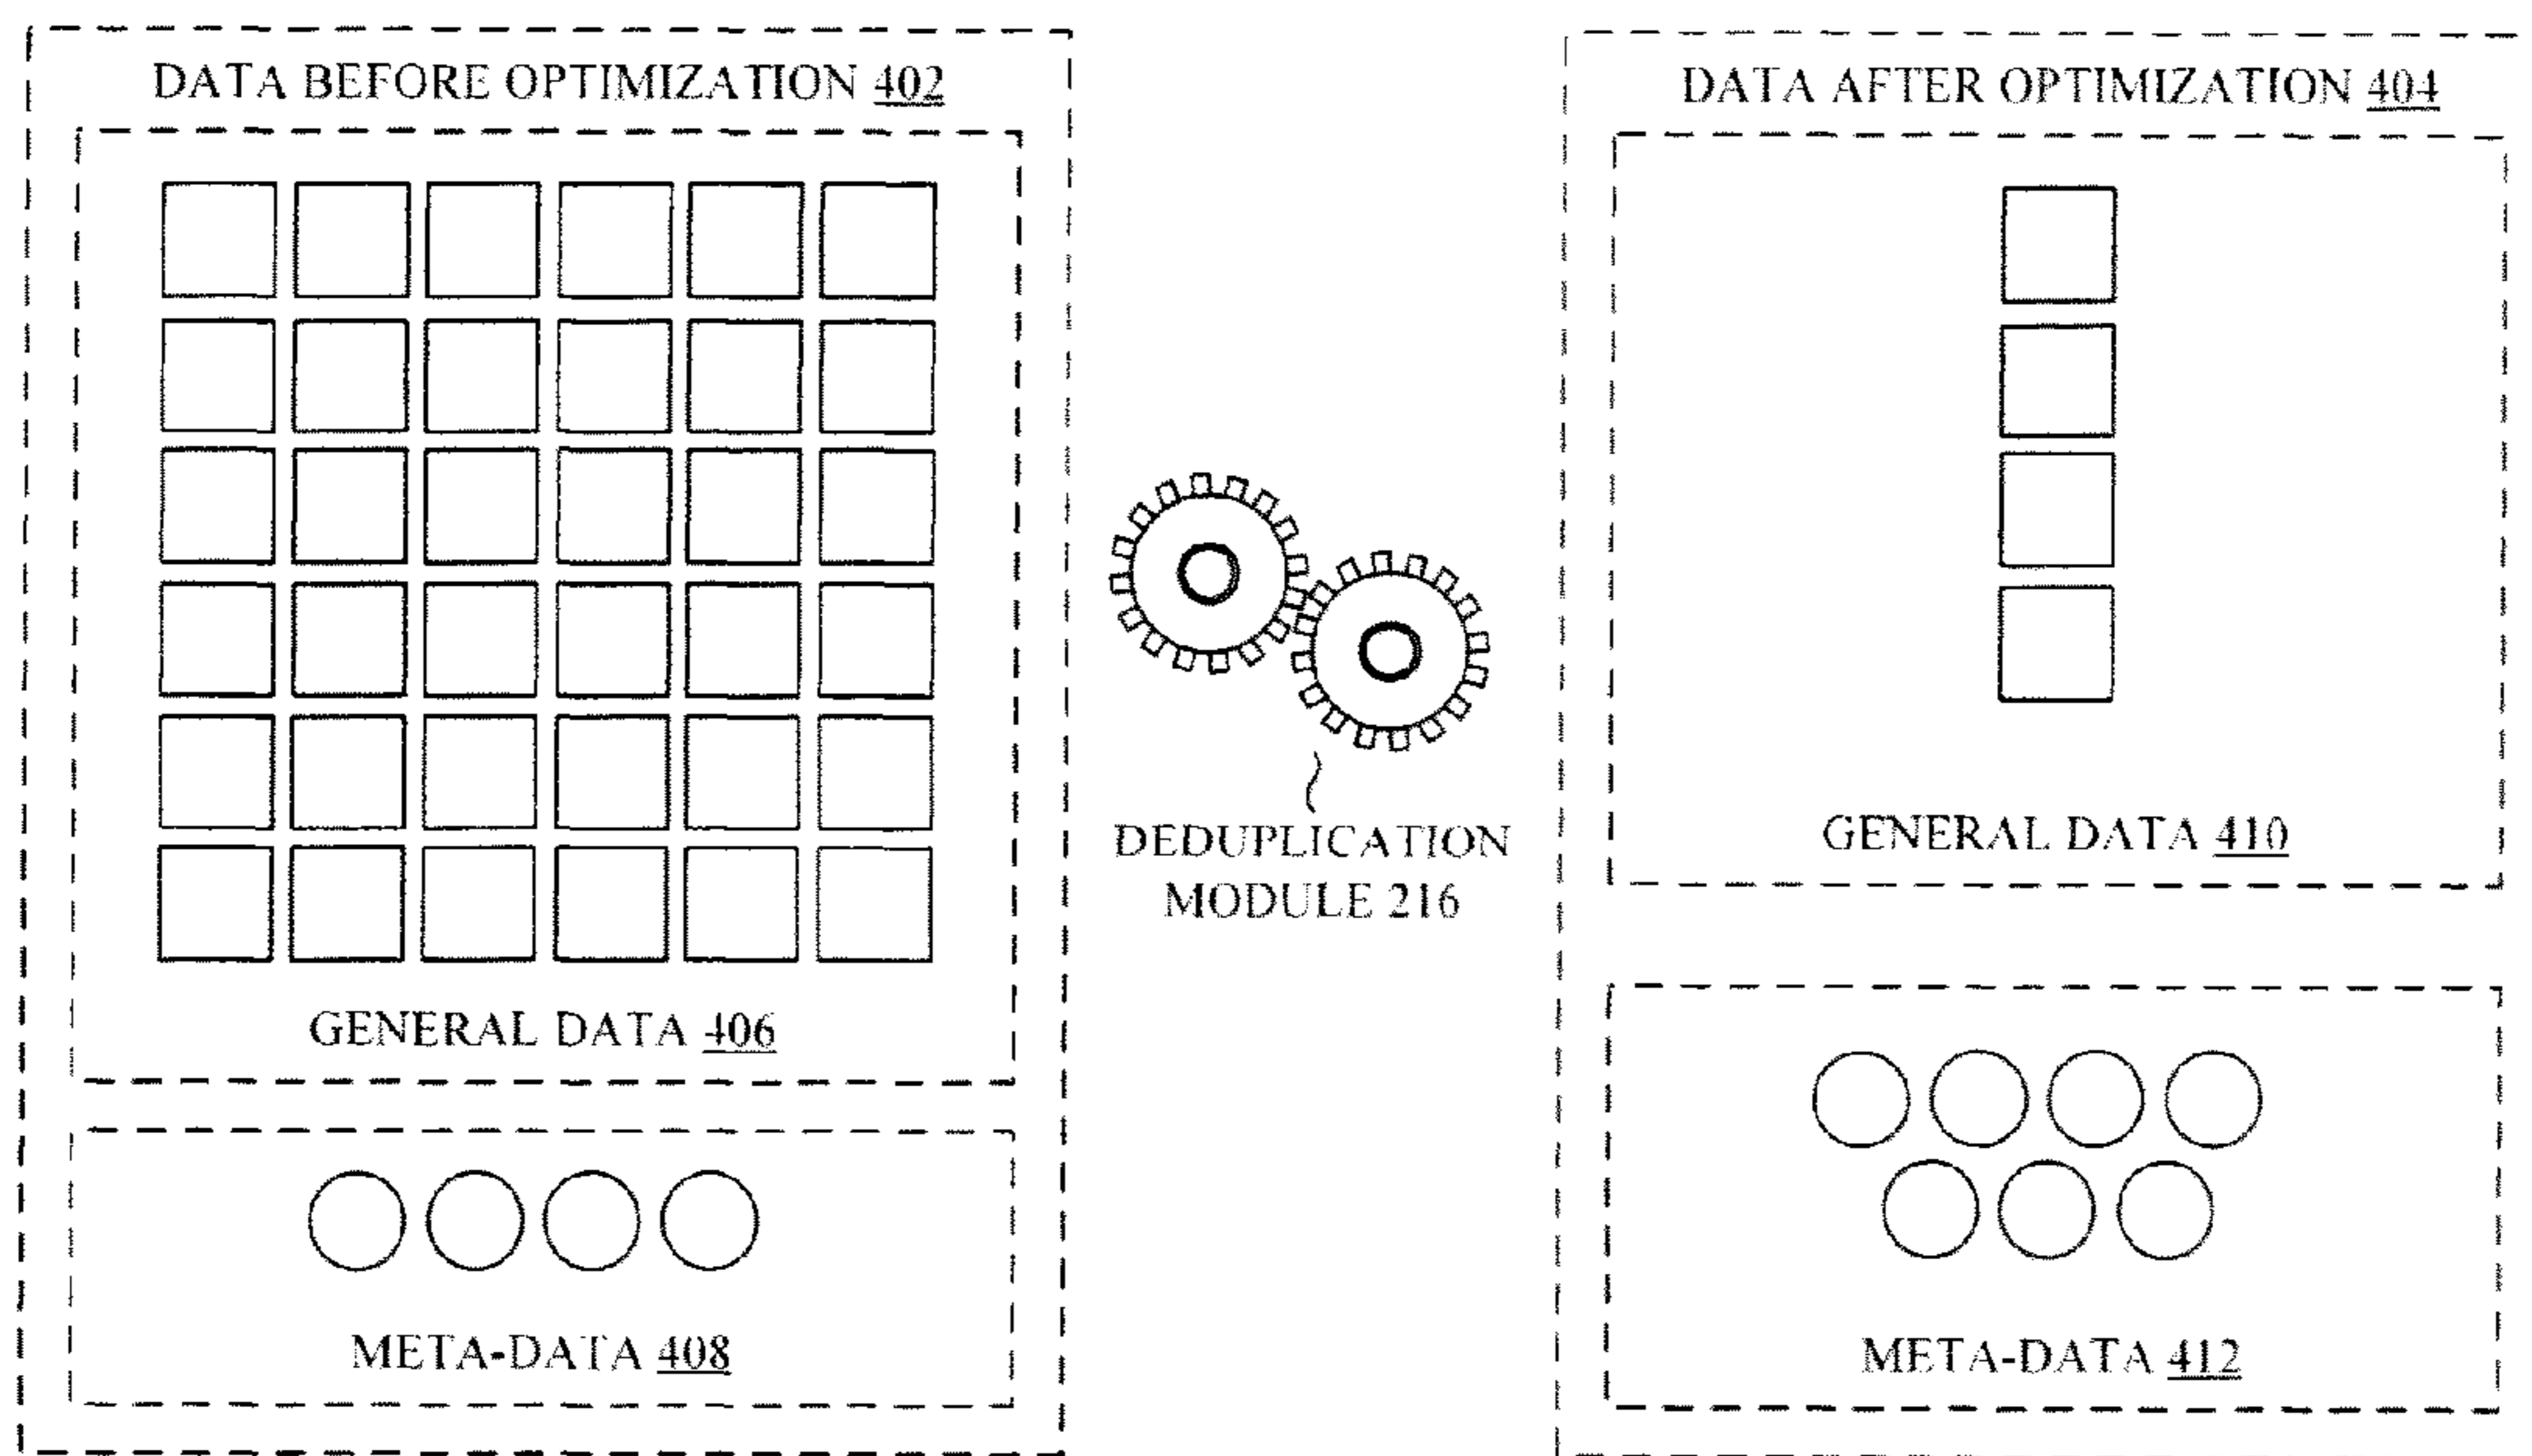 DATA BEFORE OPTIMIZATION 402
GENERAL DATA 406
META-DATA 408
DEDUPLICATION
MODULE 216
DATA AFTER OPTIMIZATION 404
GENERAL DATA 410
META-DATA 412